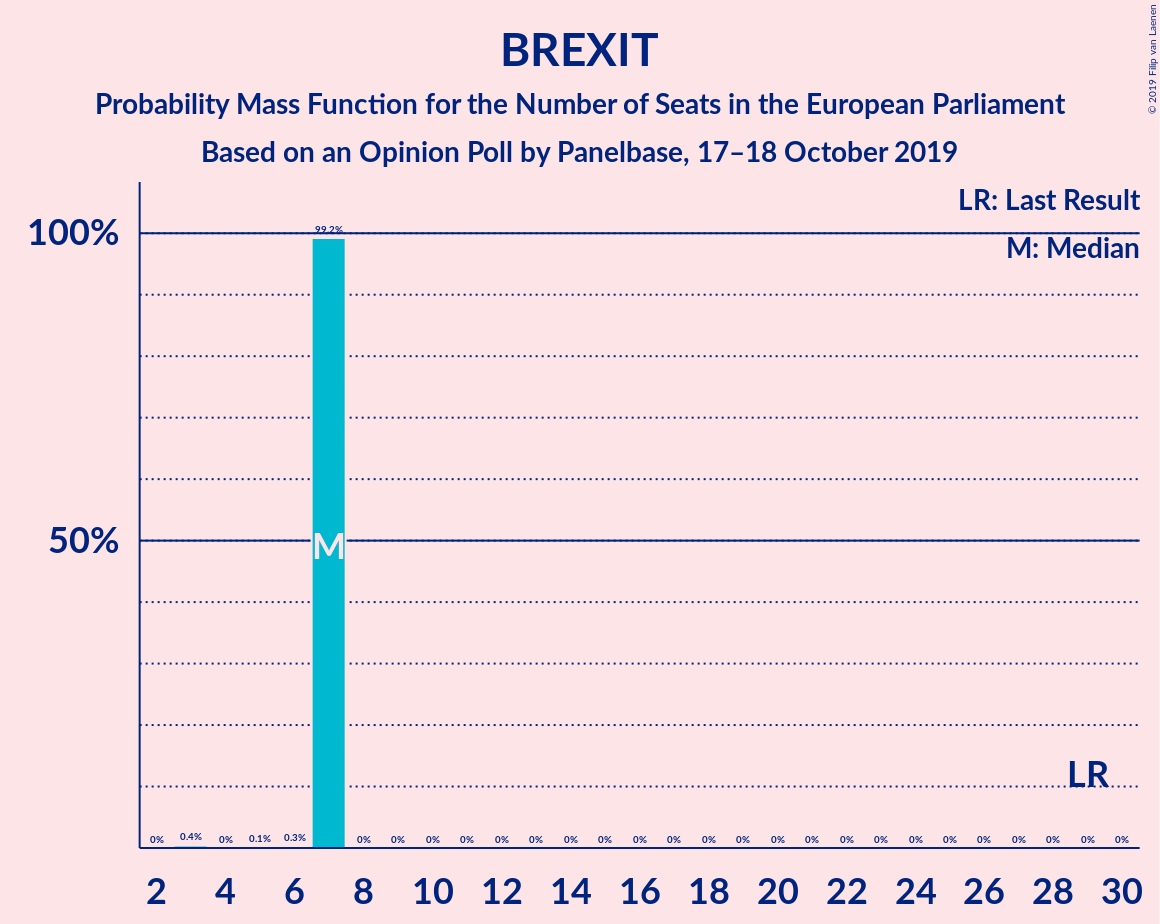 BREXIT
Probability Mass Function for the Number of Seats in the European Parliament
Based on an Opinion Poll by Panelbase, 17–18 October 2019
© 2019 Filip van Laenen
LR: Last Result
M: Median
100%
99.2%
50%
M
LR
0% 0.4% 0% 0.1% 0.3% 0% 0% 0% 0% 0% 0% 0% 0% 0% 0% 0% 0% 0% 0% 0% 0% 0% 0% 0% 0% 0% 0% 0%
2 4 6 8 10 12 14 16 18 20 22 24 26 28 30